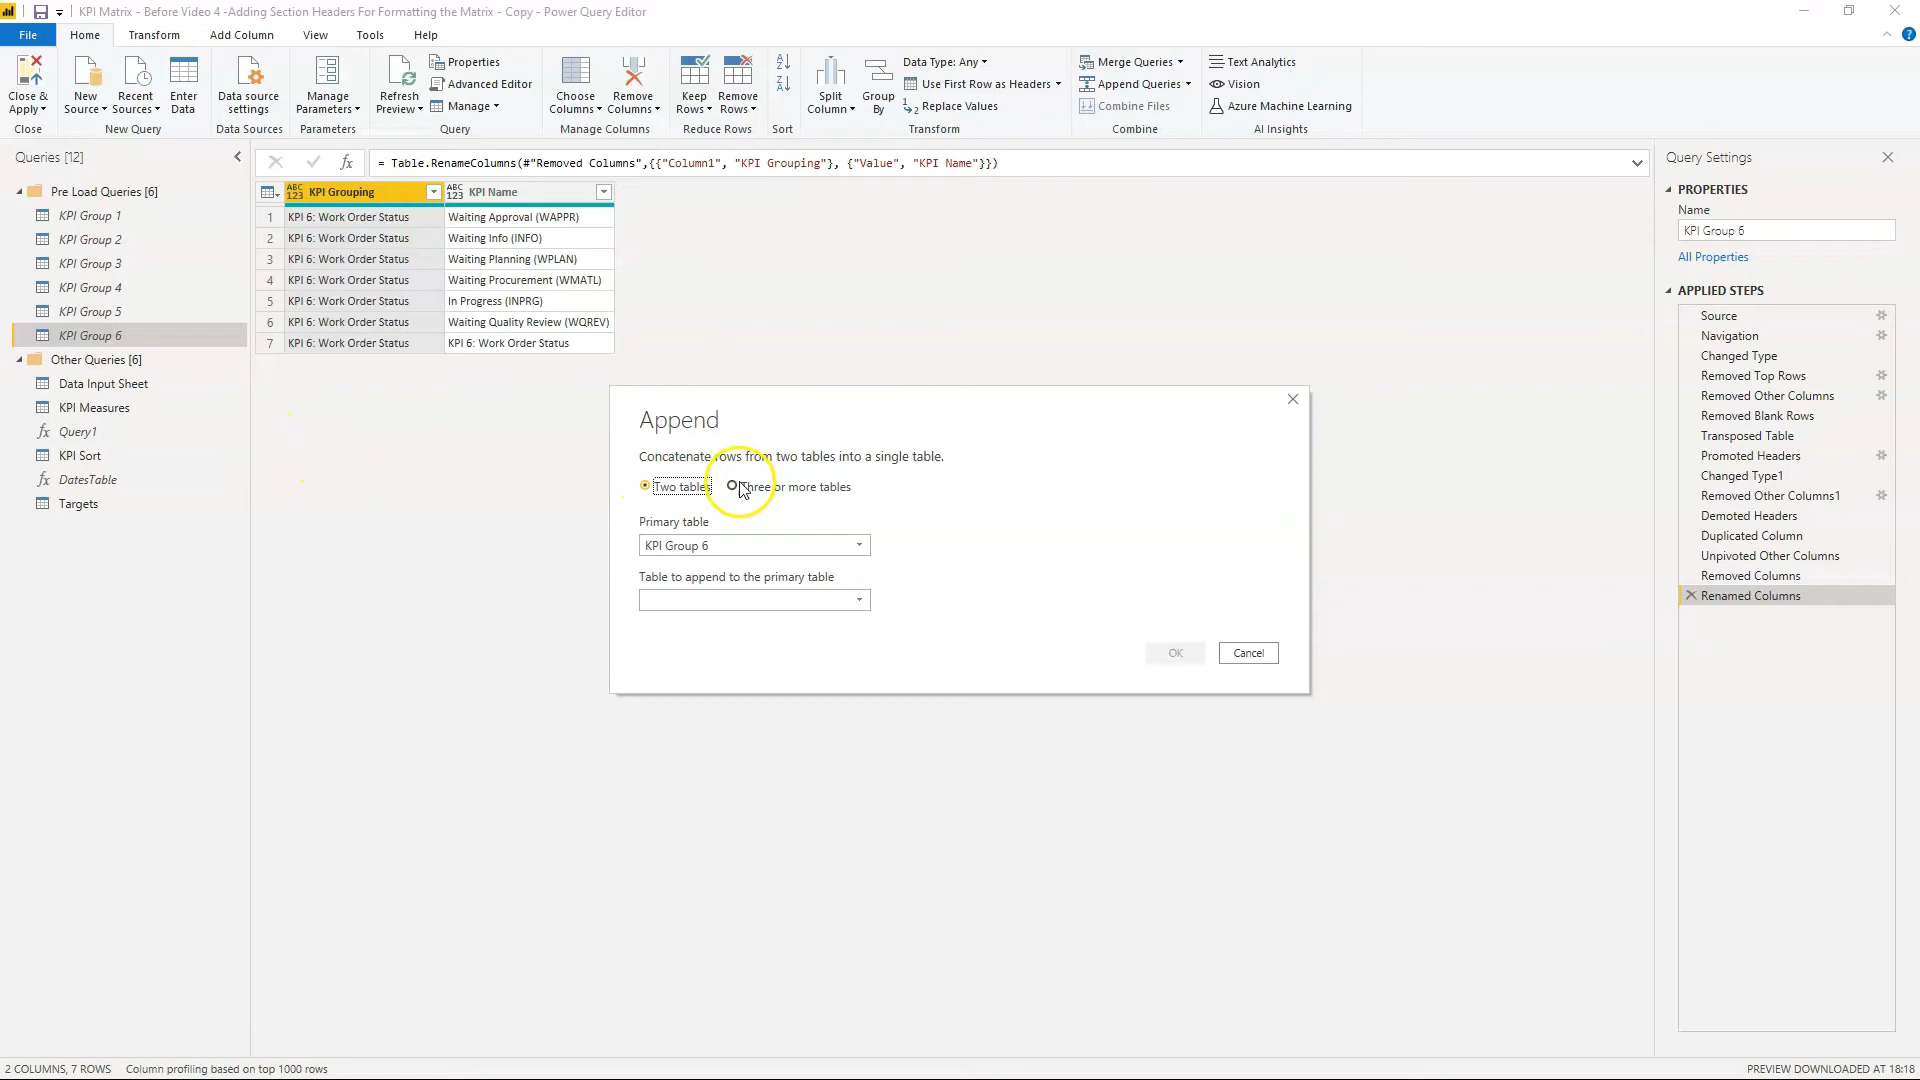 KPI Matrix - Before Video 4 -Adding Section Headers For Formatting the Matrix - Copy - Power Query Editor
File Home Transform Add Column View Tools Help
Close & Apply
Close
New Source
Recent Sources
Enter Data
New Query
Data source settings
Data Sources
Manage Parameters
Parameters
Refresh Preview
Properties
Advanced Editor
Manage
Query
Choose Columns
Remove Columns
Manage Columns
Keep Rows
Remove Rows
Reduce Rows
Sort
Split Column
Group By
Data Type: Any
Use First Row as Headers
1 2 Replace Values
Transform
Merge Queries
Append Queries
Combine Files
Combine
Text Analytics
Vision
Azure Machine Learning
AI Insights
Queries [12]
Pre Load Queries [6]
KPI Group 1
KPI Group 2
KPI Group 3
KPI Group 4
KPI Group 5
KPI Group 6
Other Queries [6]
Data Input Sheet
KPI Measures
fx Query1
KPI Sort
fx DatesTable
Targets
fx = Table.RenameColumns(#"Removed Columns",{{"Column1", "KPI Grouping"}, {"Value", "KPI Name"}})
ABC 123 KPI Grouping ABC 123 KPI Name
1 KPI 6: Work Order Status Waiting Approval (WAPPR)
2 KPI 6: Work Order Status Waiting Info (INFO)
3 KPI 6: Work Order Status Waiting Planning (WPLAN)
4 KPI 6: Work Order Status Waiting Procurement (WMATL)
5 KPI 6: Work Order Status In Progress (INPRG)
6 KPI 6: Work Order Status Waiting Quality Review (WQREV)
7 KPI 6: Work Order Status KPI 6: Work Order Status
Append
Concatenate rows from two tables into a single table.
Two tables Three or more tables
Primary table
KPI Group 6
Table to append to the primary table
OK Cancel
Query Settings
PROPERTIES
Name
KPI Group 6
All Properties
APPLIED STEPS
Source
Navigation
Changed Type
Removed Top Rows
Removed Other Columns
Removed Blank Rows
Transposed Table
Promoted Headers
Changed Type1
Removed Other Columns1
Demoted Headers
Duplicated Column
Unpivoted Other Columns
Removed Columns
Renamed Columns
2 COLUMNS, 7 ROWS Column profiling based on top 1000 rows PREVIEW DOWNLOADED AT 18:18